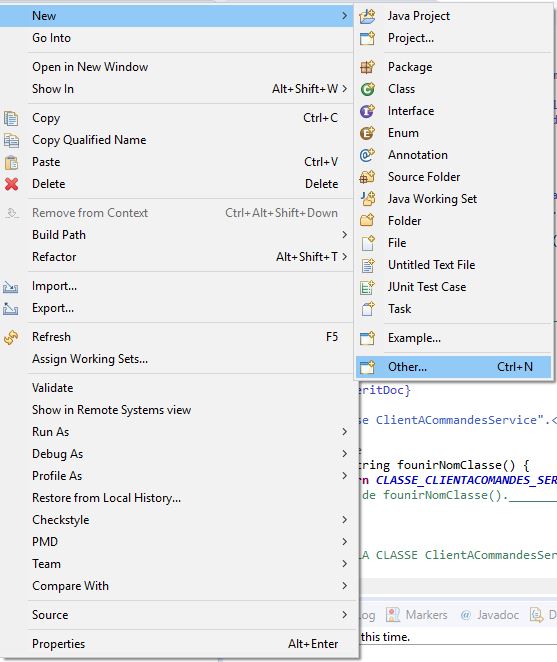 New
Go Into
Open in New Window
Show In Alt+Shift+W
Copy Ctrl+C
Copy Qualified Name
Paste Ctrl+V
Delete Delete
Remove from Context Ctrl+Alt+Shift+Down
Build Path
Refactor Alt+Shift+T
Import...
Export...
Refresh F5
Assign Working Sets...
Validate
Show in Remote Systems view
Run As
Debug As
Profile As
Restore from Local History...
Checkstyle
PMD
Team
Compare With
Source
Properties Alt+Enter
Java Project
Project...
Package
Class
Interface
Enum
Annotation
Source Folder
Java Working Set
Folder
File
Untitled Text File
JUnit Test Case
Task
Example...
Other... Ctrl+N
eritDoc}
se ClientACommandesService".<
tring founirNomClasse() {
rn CLASSE_CLIENTACOMANDES_SER
de founirNomClasse().________
LA CLASSE ClientACommandesSer
log Markers @ Javadoc D
this time.